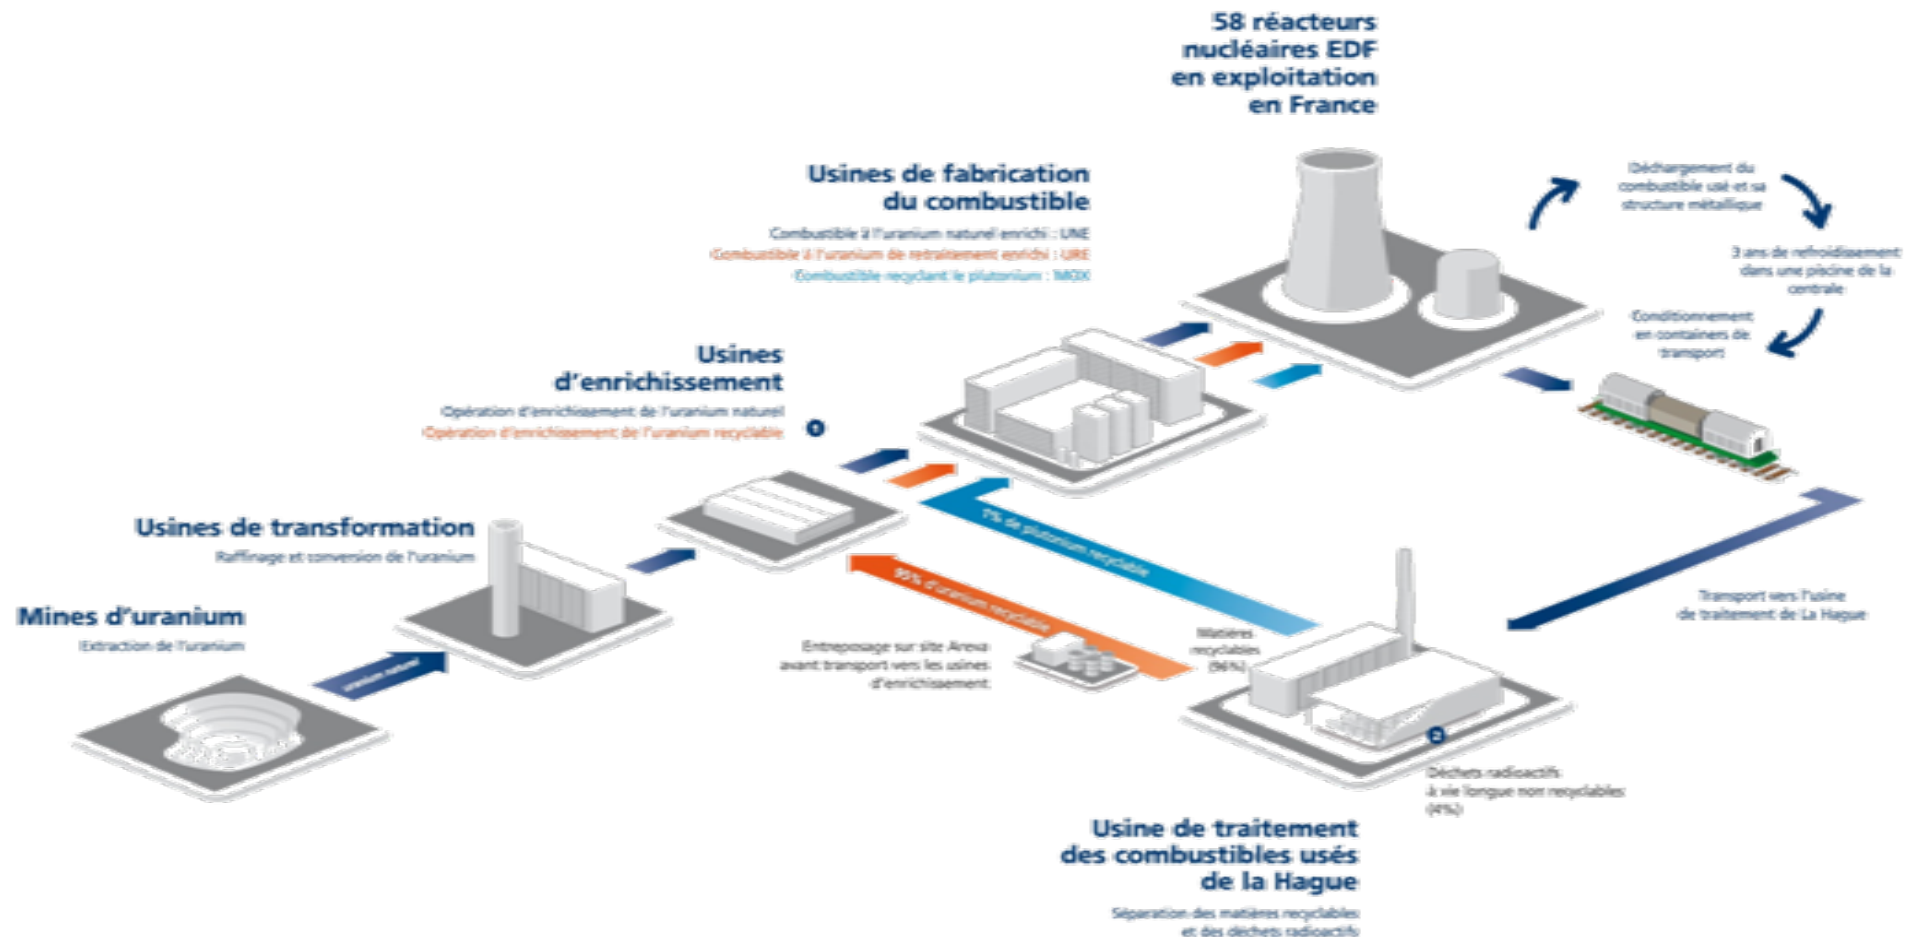 58 réacteurs
nucléaires EDF
en exploitation
en France
Déchargement du
combustible usé et sa
structure métallique
3 ans de refroidissement
dans une piscine de la
centrale
Conditionnement
en containers de
transport
Usines de fabrication
du combustible
Combustible à l'uranium naturel enrichi : UNE
Combustible à l'uranium de retraitement enrichi : URE
Combustible recyclant le plutonium : MOX
Usines
d'enrichissement
Opération d'enrichissement de l'uranium naturel
Opération d'enrichissement de l'uranium recyclable
1
Usines de transformation
Raffinage et conversion de l'uranium
Mines d'uranium
Extraction de l'uranium
uranium naturel
1% de plutonium recyclable
95% d'uranium recyclable
Entreposage sur site Areva
avant transport vers les usines
d'enrichissement
Matières
recyclables
(96%)
Transport vers l'usine
de traitement de La Hague
2
Déchets radioactifs
à vie longue non recyclables
(4%)
Usine de traitement
des combustibles usés
de la Hague
Séparation des matières recyclables
et des déchets radioactifs